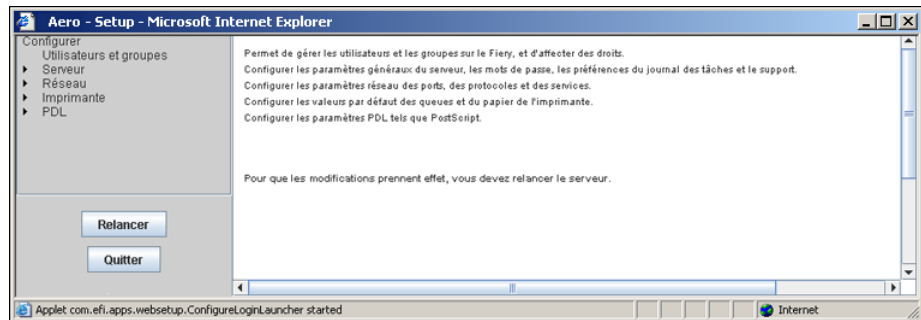 Aero - Setup - Microsoft Internet Explorer
Configurer
Utilisateurs et groupes
Serveur
Réseau
Imprimante
PDL
Permet de gérer les utilisateurs et les groupes sur le Fiery, et d'affecter des droits.
Configurer les paramètres généraux du serveur, les mots de passe, les préférences du journal des tâches et le support.
Configurer les paramètres réseau des ports, des protocoles et des services.
Configurer les valeurs par défaut des queues et du papier de l'imprimante.
Configurer les paramètres PDL tels que PostScript.
Pour que les modifications prennent effet, vous devez relancer le serveur.
Relancer
Quitter
Applet com.efi.apps.websetup.ConfigureLoginLauncher started
Internet